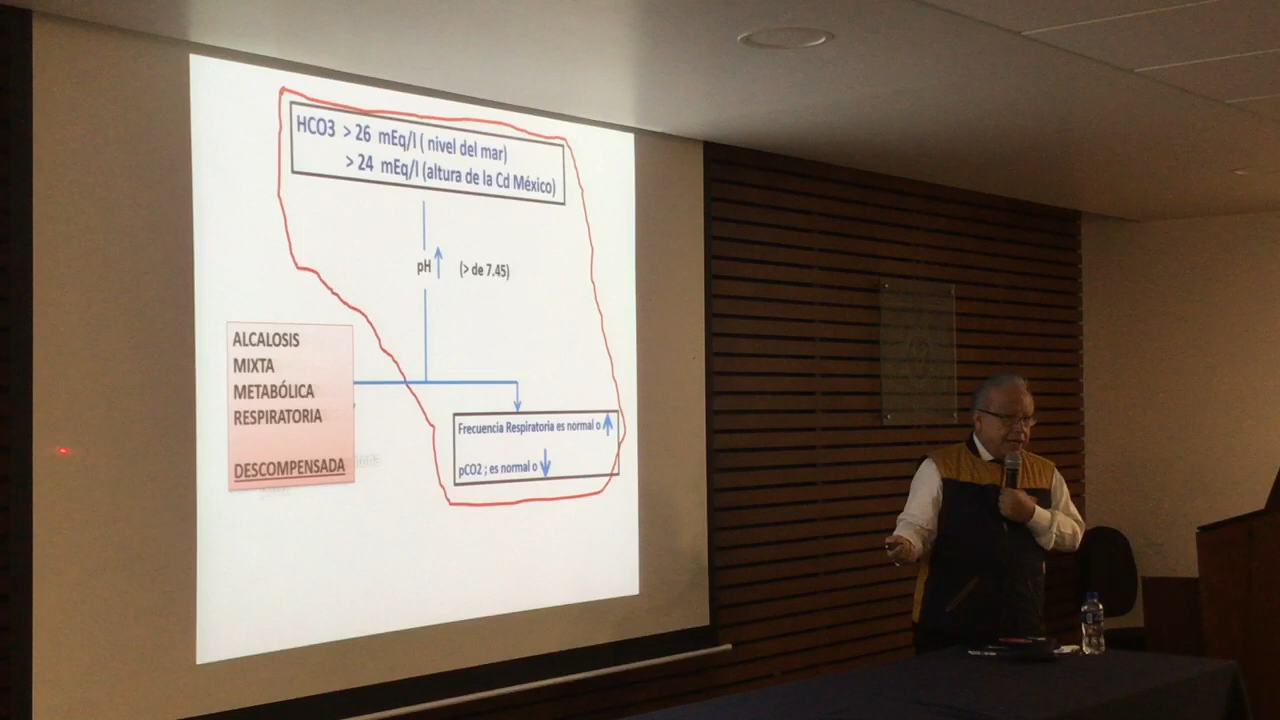 HCO3 > 26 mEq/l ( nivel del mar)
> 24 mEq/l (altura de la Cd México)
pH (> de 7.45)
ALCALOSIS
MIXTA
METABÓLICA
RESPIRATORIA
DESCOMPENSADA
Frecuencia Respiratoria es normal o
pCO2 ; es normal o